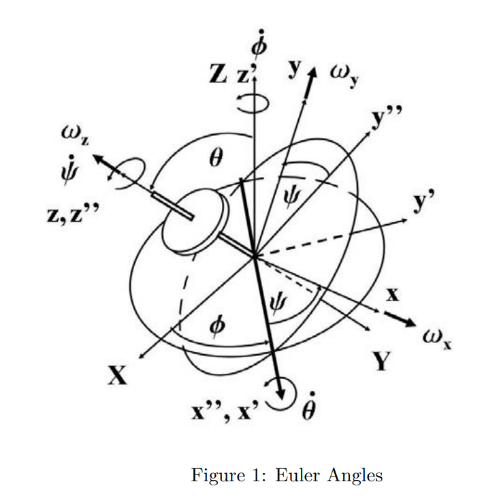 ϕ̇
Z z' y ω_y
y''
ω_z
θ
ψ̇
ψ
z, z''
y'
ψ
x
ϕ
ω_x
X
Y
x'', x' θ̇
Figure 1: Euler Angles